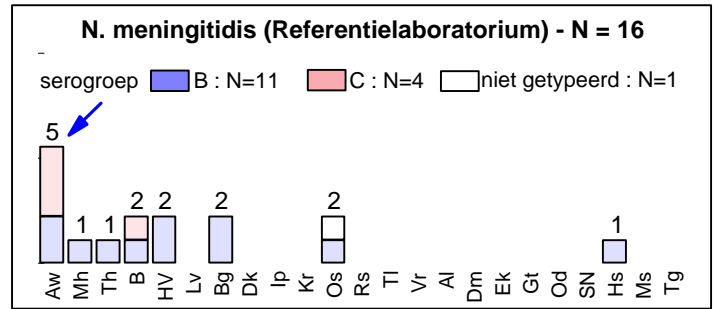 N. meningitidis (Referentielaboratorium) - N = 16
serogroep B : N=11 C : N=4 niet getypeerd : N=1
5
1 1 2 2 2 2 1
Aw Mh Th B HV Lv Bg Dk Ip Kr Os Rs Tl Vr Al Dm Ek Gt Od SN Hs Ms Tg